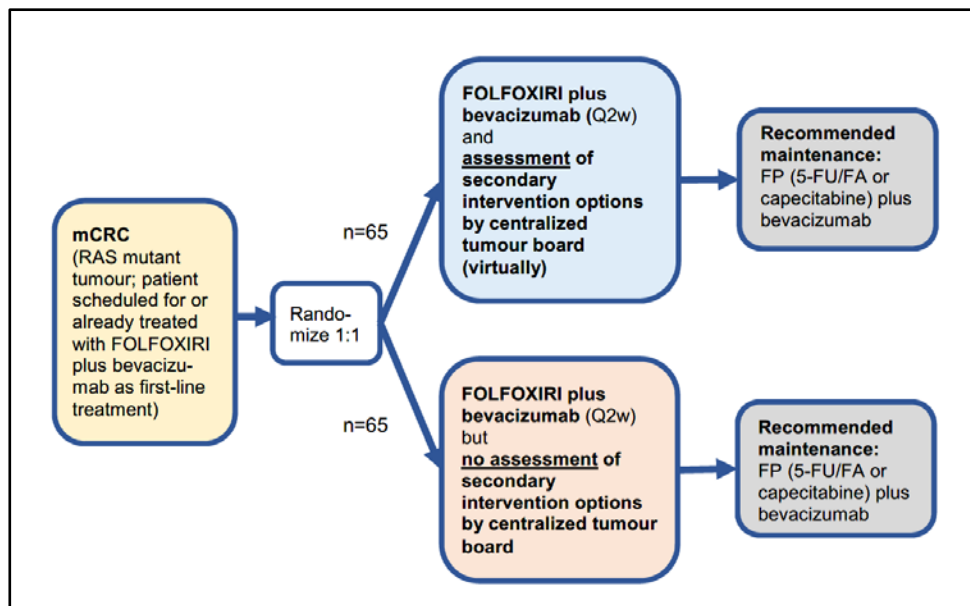 mCRC
(RAS mutant
tumour; patient
scheduled for or
already treated
with FOLFOXIRI
plus bevacizu-
mab as first-line
treatment)
Rando-
mize 1:1
n=65
FOLFOXIRI plus
bevacizumab (Q2w)
and
assessment of
secondary
intervention options
by centralized
tumour board
(virtually)
Recommended
maintenance:
FP (5-FU/FA or
capecitabine) plus
bevacizumab
n=65
FOLFOXIRI plus
bevacizumab (Q2w)
but
no assessment of
secondary
intervention options
by centralized tumour
board
Recommended
maintenance:
FP (5-FU/FA or
capecitabine) plus
bevacizumab